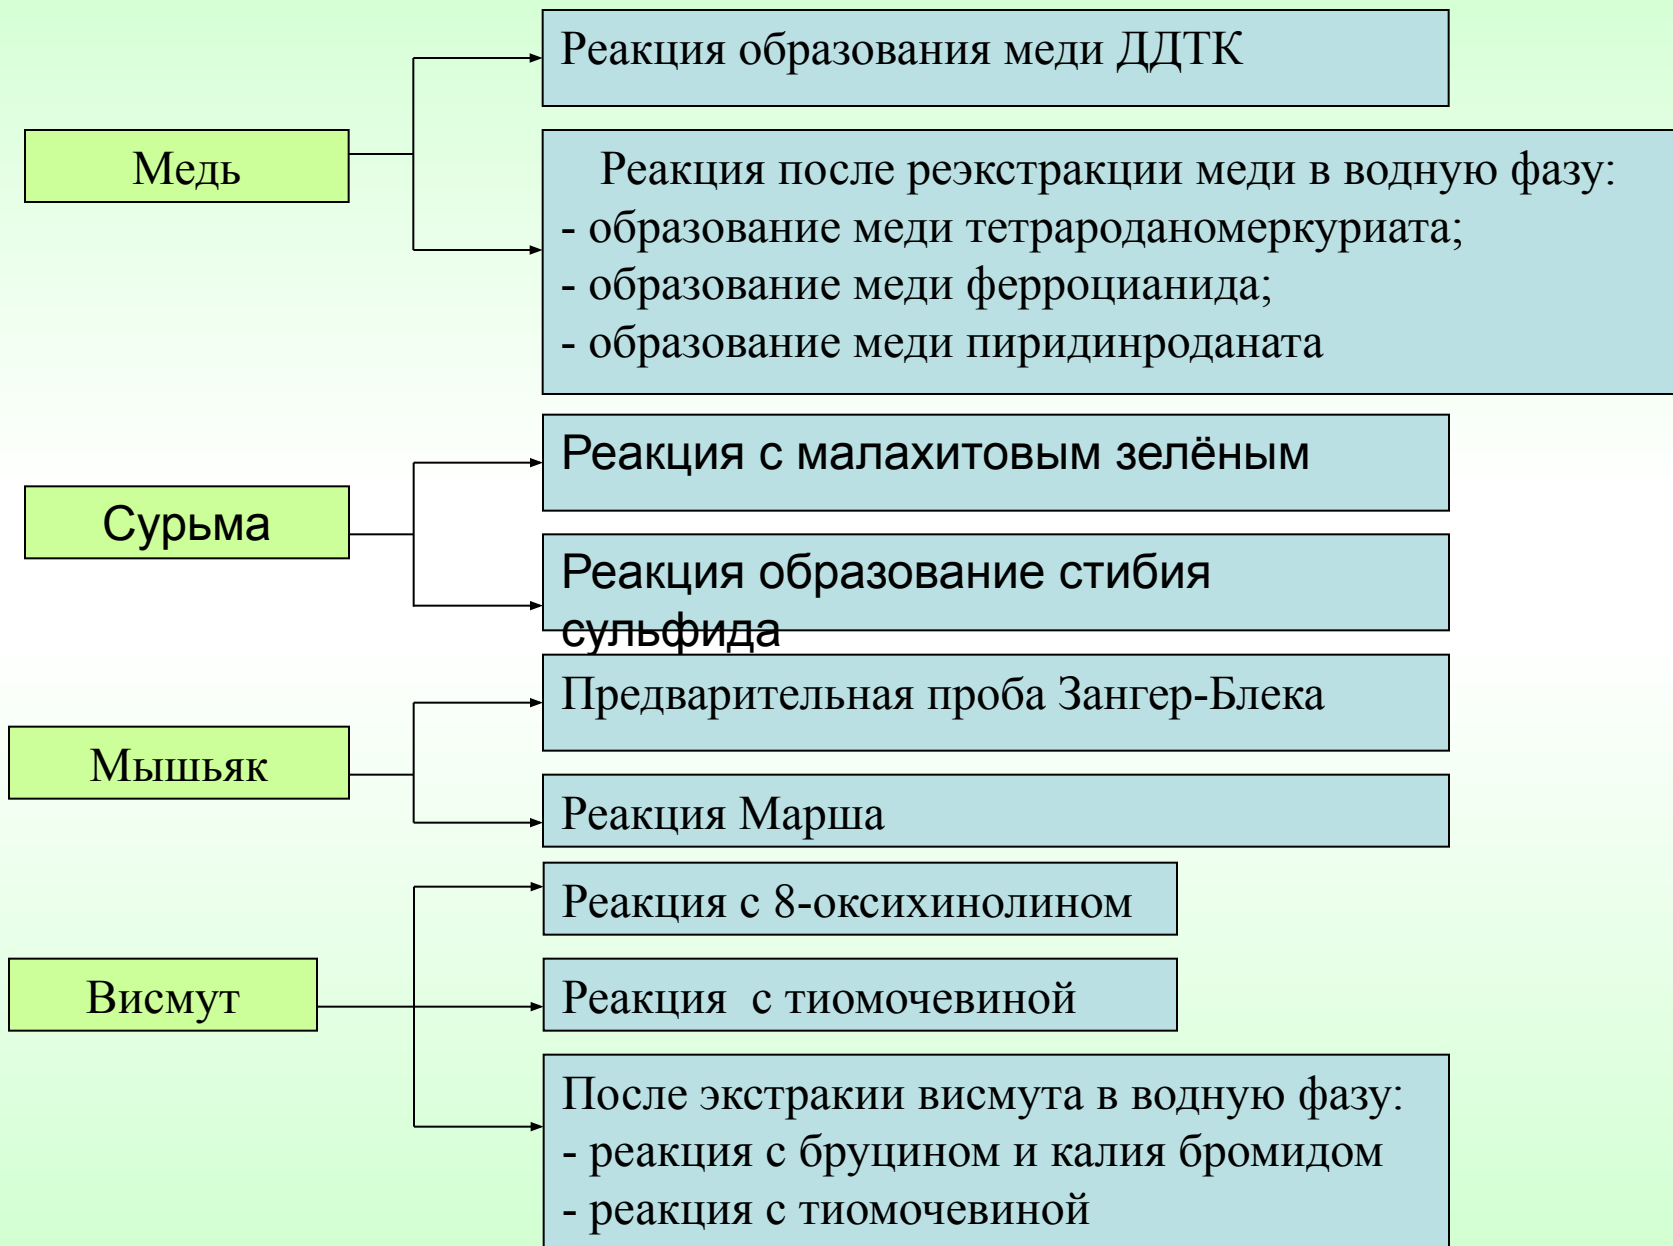 Реакция образования меди ДДТК
Медь
Реакция после реэкстракции меди в водную фазу:
- образование меди тетрароданомеркуриата;
- образование меди ферроцианида;
- образование меди пиридинроданата
Реакция с малахитовым зелёным
Сурьма
Реакция образование стибия
сульфида
Предварительная проба Зангер-Блека
Мышьяк
Реакция Марша
Реакция с 8-оксихинолином
Висмут
Реакция с тиомочевиной
После экстракии висмута в водную фазу:
- реакция с бруцином и калия бромидом
- реакция с тиомочевиной